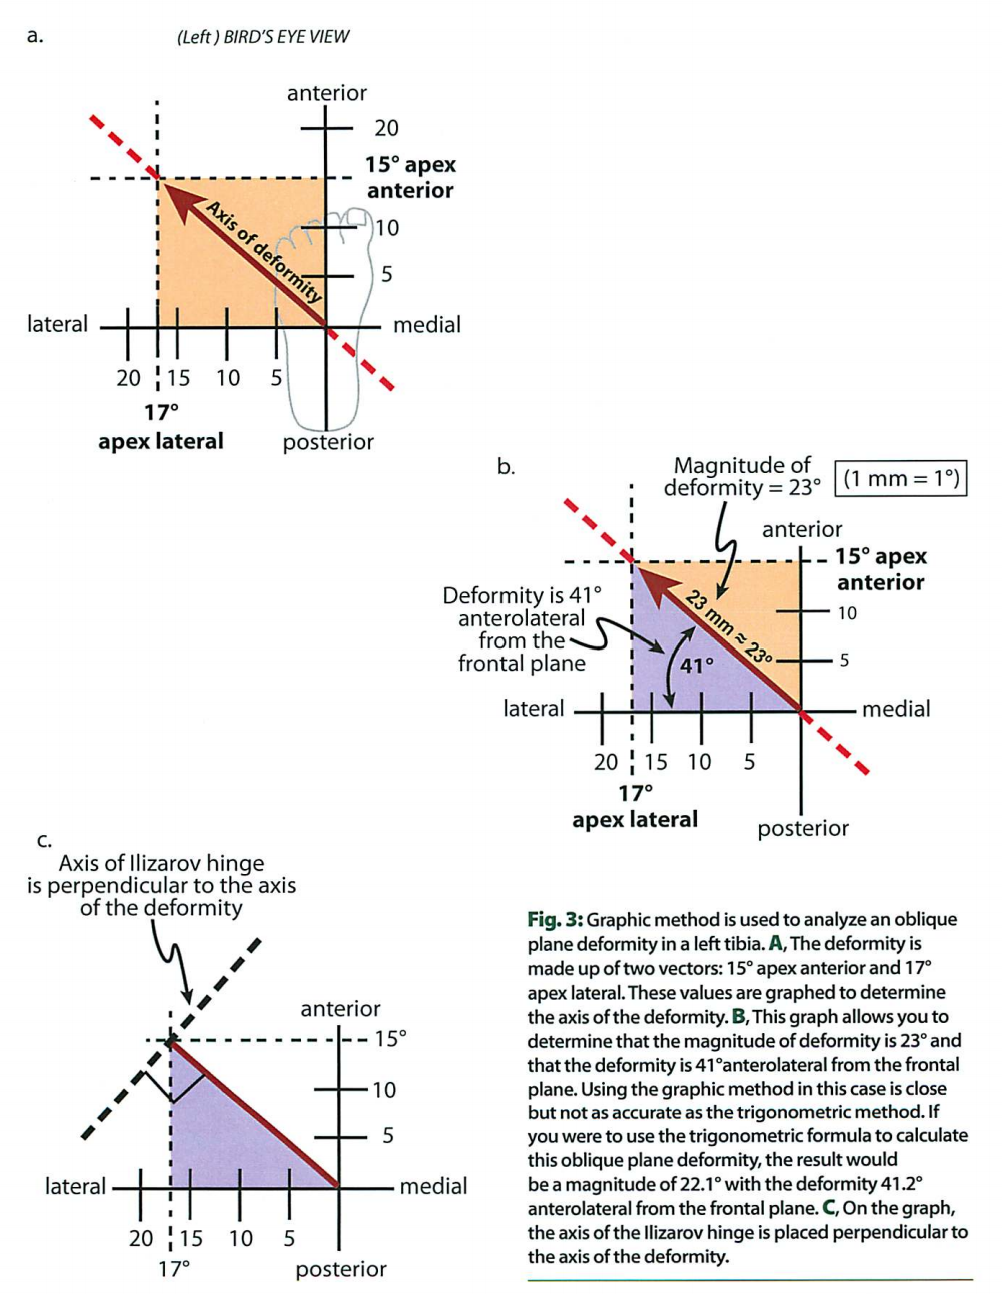 a.
(Left) BIRD'S EYE VIEW
anterior
20
15° apex
anterior
10
5
Axis of deformity
lateral
medial
20 15 10 5
17°
apex lateral
posterior
b.
Magnitude of
deformity = 23°
(1 mm = 1°)
anterior
15° apex
anterior
Deformity is 41°
anterolateral
from the
frontal plane
23 mm ≈ 23°
10
41°
5
lateral
medial
20 15 10 5
17°
apex lateral
posterior
c.
Axis of Ilizarov hinge
is perpendicular to the axis
of the deformity
anterior
15°
10
5
lateral
medial
20 15 10 5
17°
posterior
Fig. 3: Graphic method is used to analyze an oblique
plane deformity in a left tibia. A, The deformity is
made up of two vectors: 15° apex anterior and 17°
apex lateral. These values are graphed to determine
the axis of the deformity. B, This graph allows you to
determine that the magnitude of deformity is 23° and
that the deformity is 41°anterolateral from the frontal
plane. Using the graphic method in this case is close
but not as accurate as the trigonometric method. If
you were to use the trigonometric formula to calculate
this oblique plane deformity, the result would
be a magnitude of 22.1° with the deformity 41.2°
anterolateral from the frontal plane. C, On the graph,
the axis of the Ilizarov hinge is placed perpendicular to
the axis of the deformity.